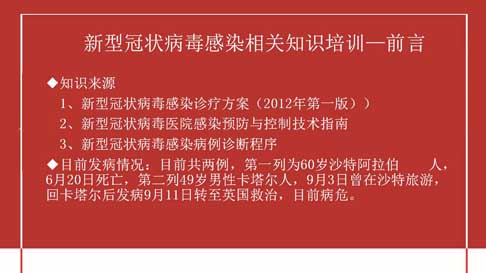 新型冠状病毒感染相关知识培训—前言
◆知识来源
1、新型冠状病毒感染诊疗方案（2012年第一版））
2、新型冠状病毒医院感染预防与控制技术指南
3、新型冠状病毒感染病例诊断程序
◆目前发病情况：目前共两例，第一列为60岁沙特阿拉伯 人，
6月20日死亡，第二列49岁男性卡塔尔人，9月3日曾在沙特旅游，
回卡塔尔后发病9月11日转至英国救治，目前病危。